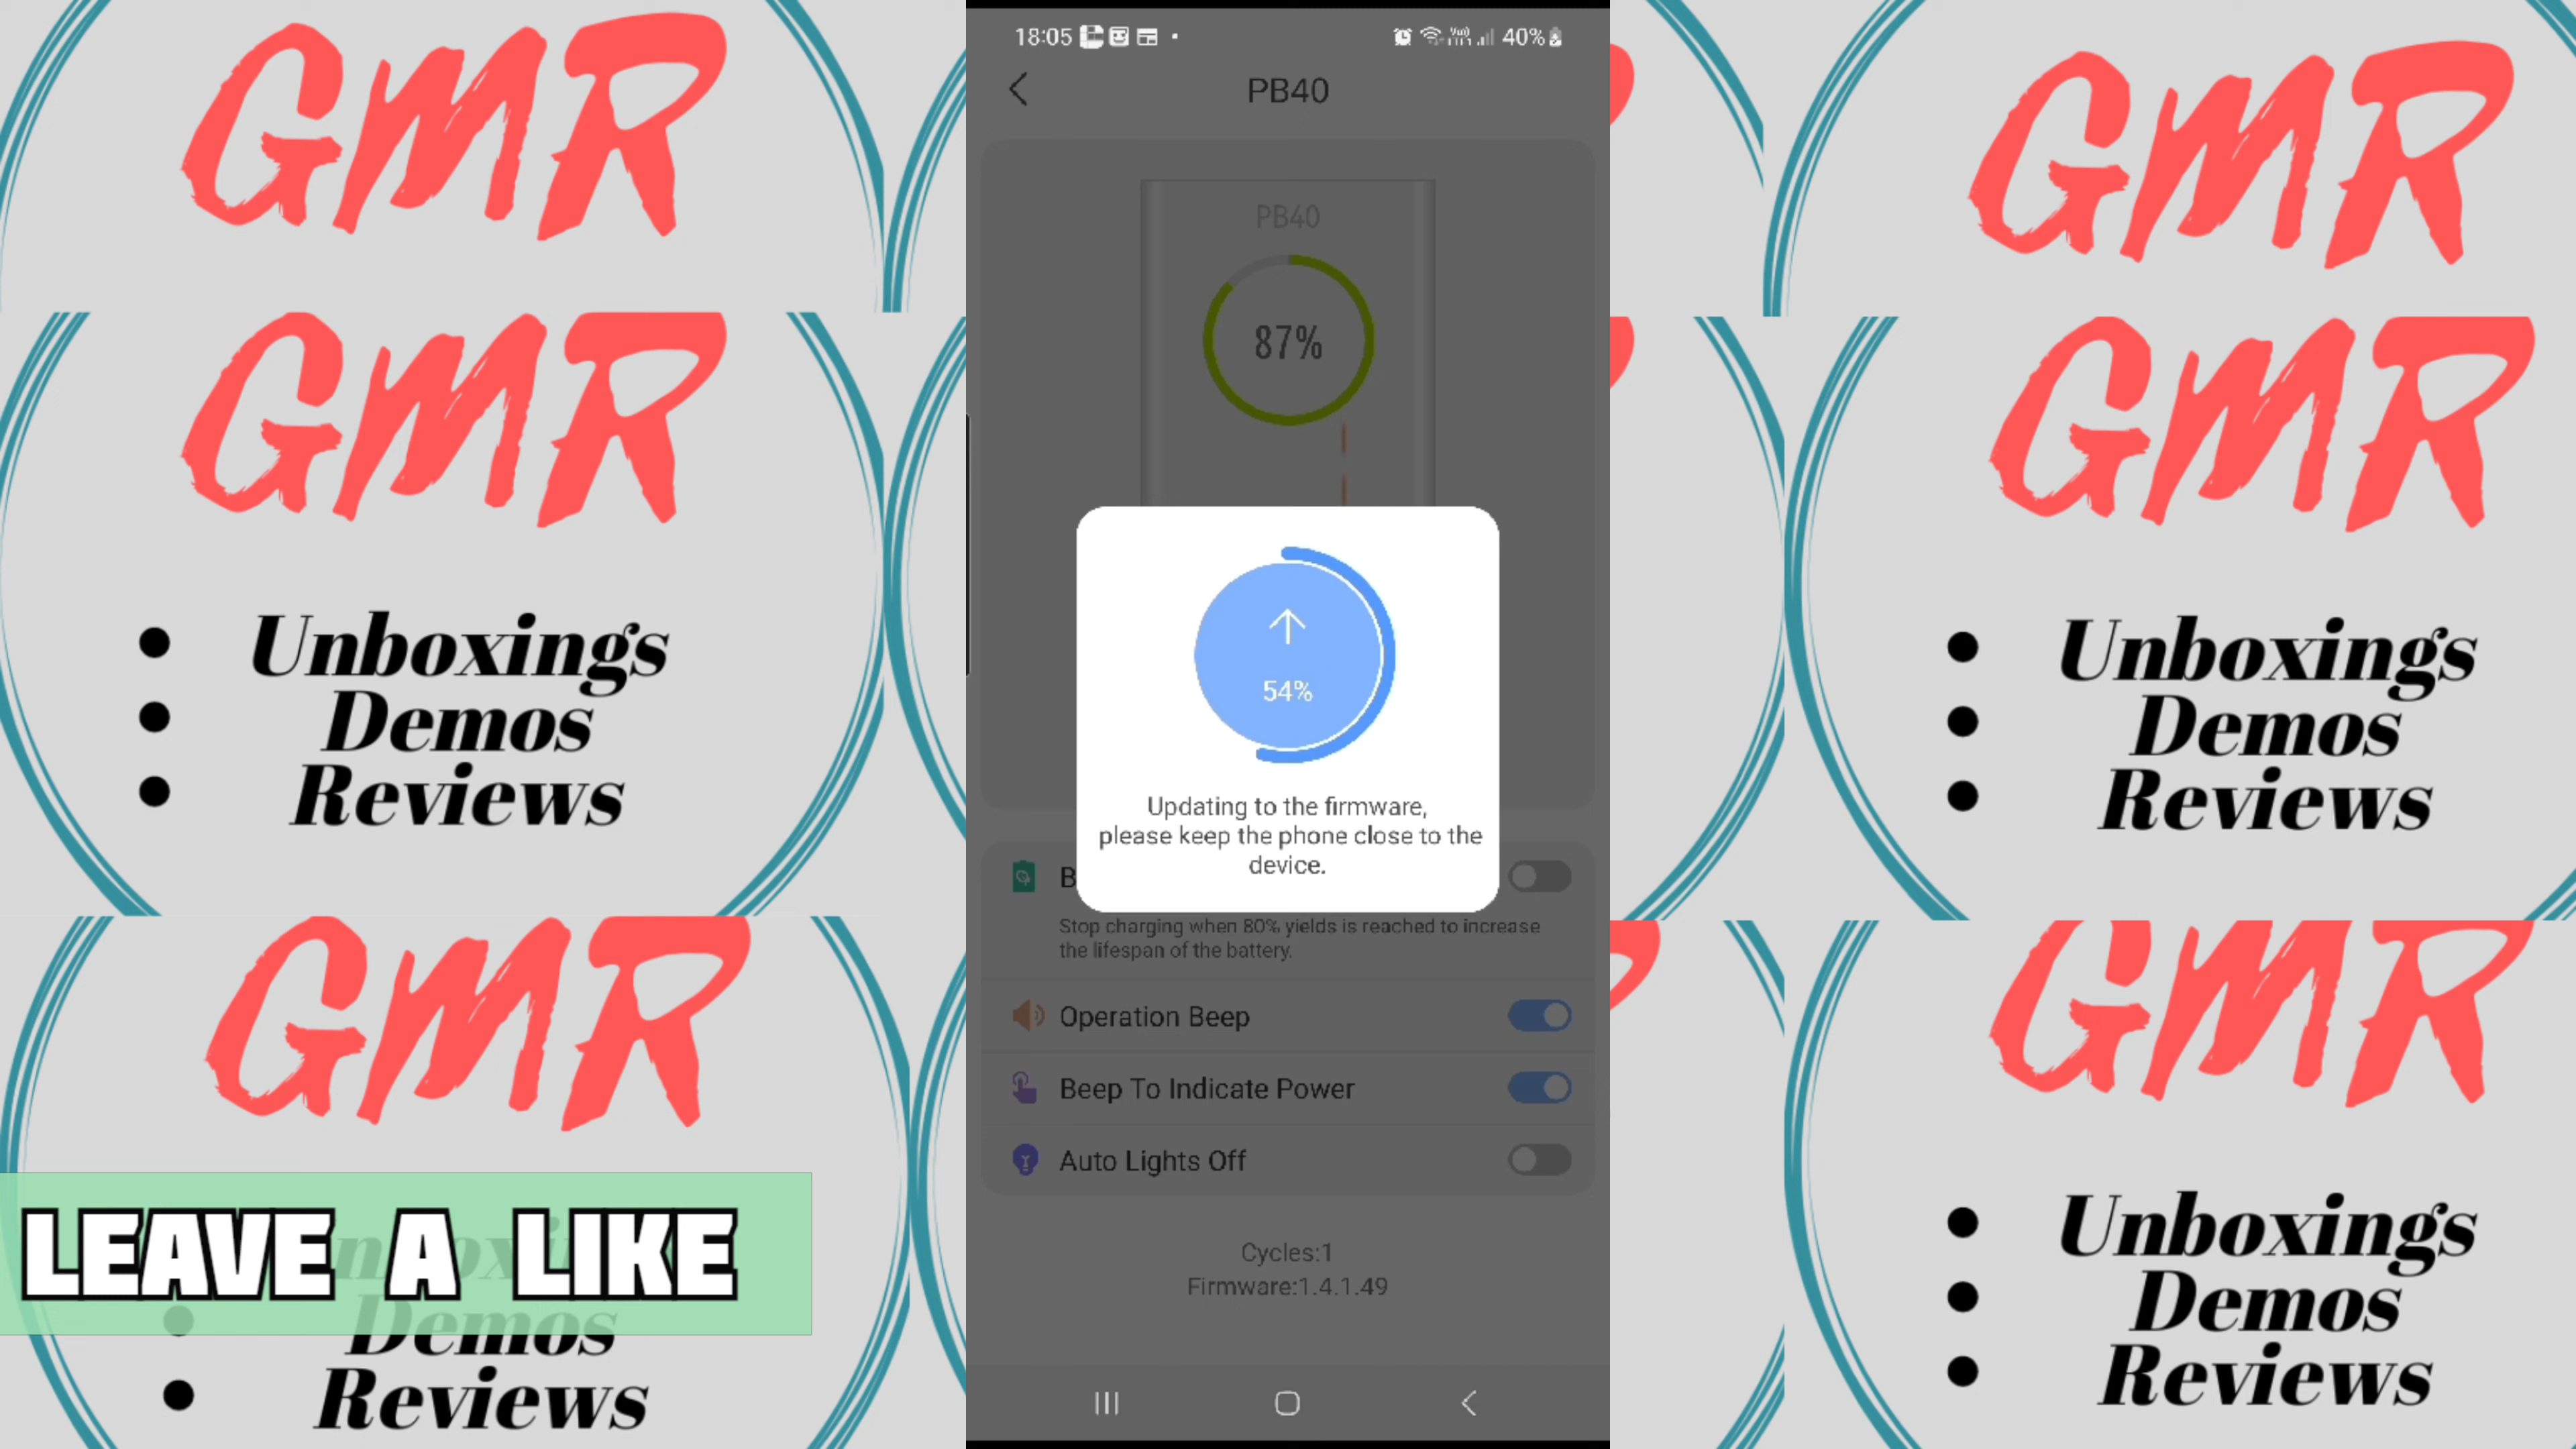 GMR
GMR
Unboxings
Demos
Reviews
GMR
LEAVE A LIKE
Demos
Reviews
18:05
40%
PB40
PB40
87%
54%
Updating to the firmware,
please keep the phone close to the
device.
B
Stop charging when 80% yields is reached to increase
the lifespan of the battery.
Operation Beep
Beep To Indicate Power
Auto Lights Off
Cycles:1
Firmware:1.4.1.49
GMR
GMR
Unboxings
Demos
Reviews
GMR
Unboxings
Demos
Reviews